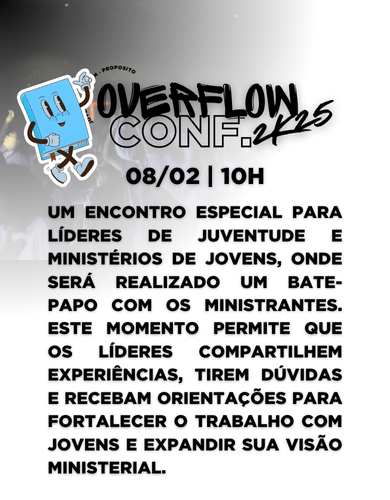 - PROPOSITO
OVERFLOW
CONF. 2K25
08/02 | 10H
UM ENCONTRO ESPECIAL PARA
LÍDERES DE JUVENTUDE E
MINISTÉRIOS DE JOVENS, ONDE
SERÁ REALIZADO UM BATE-
PAPO COM OS MINISTRANTES.
ESTE MOMENTO PERMITE QUE
OS LÍDERES COMPARTILHEM
EXPERIÊNCIAS, TIREM DÚVIDAS
E RECEBAM ORIENTAÇÕES PARA
FORTALECER O TRABALHO COM
JOVENS E EXPANDIR SUA VISÃO
MINISTERIAL.